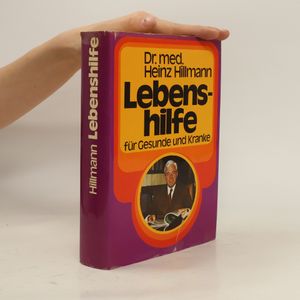 Dr. med.
Heinz Hillmann
Lebens-
hilfe
für Gesunde und Kranke
Hillmann Lebenshilfe